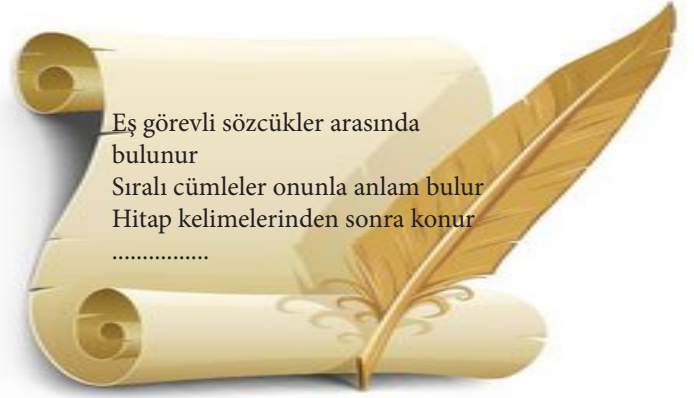 Eş görevli sözcükler arasında
bulunur
Sıralı cümleler onunla anlam bulur
Hitap kelimelerinden sonra konur
................